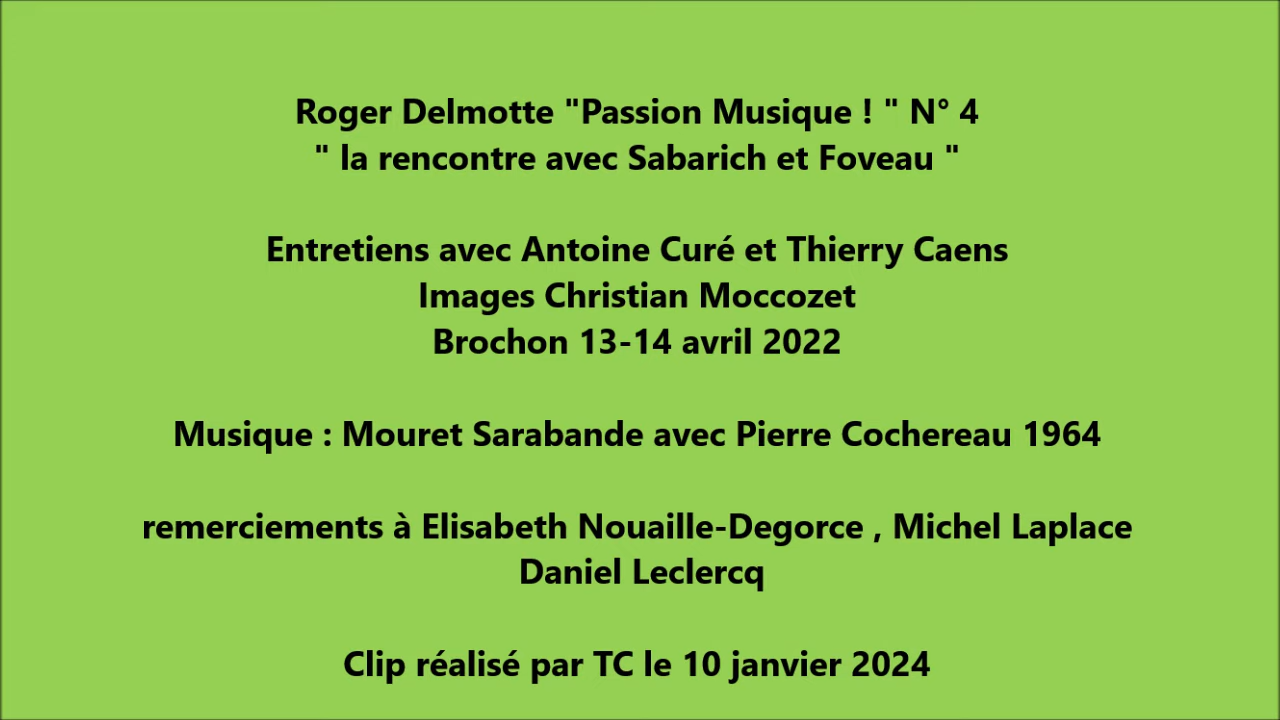 Roger Delmotte "Passion Musique ! " N° 4
" la rencontre avec Sabarich et Foveau "
Entretiens avec Antoine Curé et Thierry Caens
Images Christian Moccozet
Brochon 13-14 avril 2022
Musique : Mouret Sarabande avec Pierre Cochereau 1964
remerciements à Elisabeth Nouaille-Degorce , Michel Laplace
Daniel Leclercq
Clip réalisé par TC le 10 janvier 2024